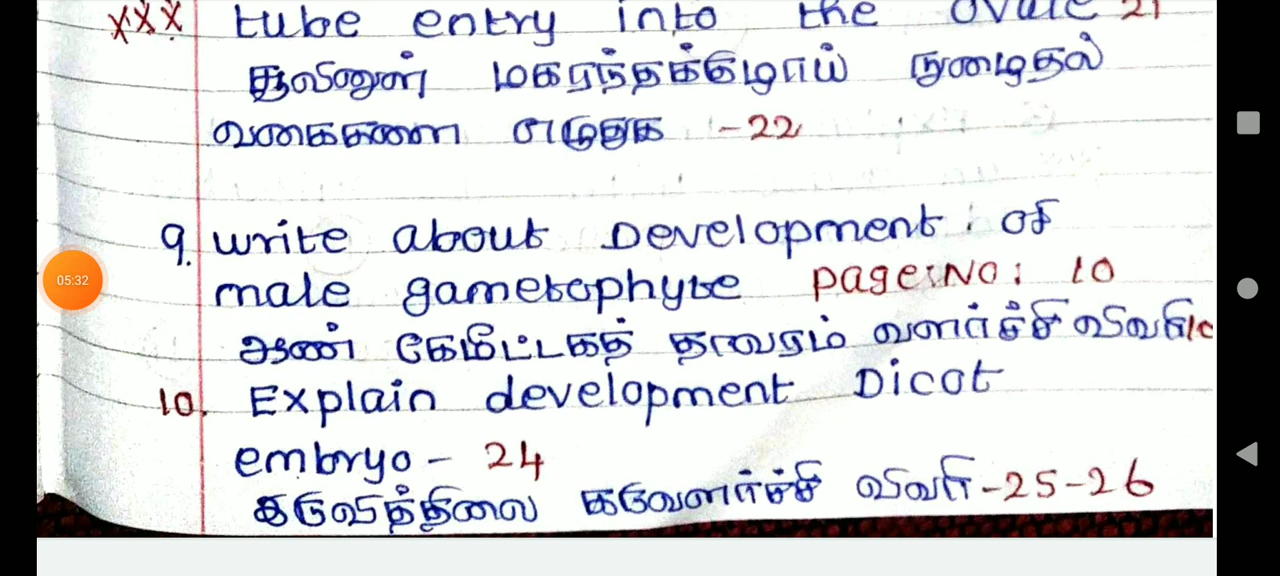 xxx tube entry into the ovule 21
சூலினுள் மகரந்தக்குழாய் நுழைதல்
வகைகளை எழுதுக -22
9. write about Development of
male gametophyte page:No: 10
ஆண் கேமீட்டகத் தாவரம் வளர்ச்சி விவரி
10. Explain development Dicot
embryo - 24
கருவளர்ச்சி விவரி-25-26
05:32